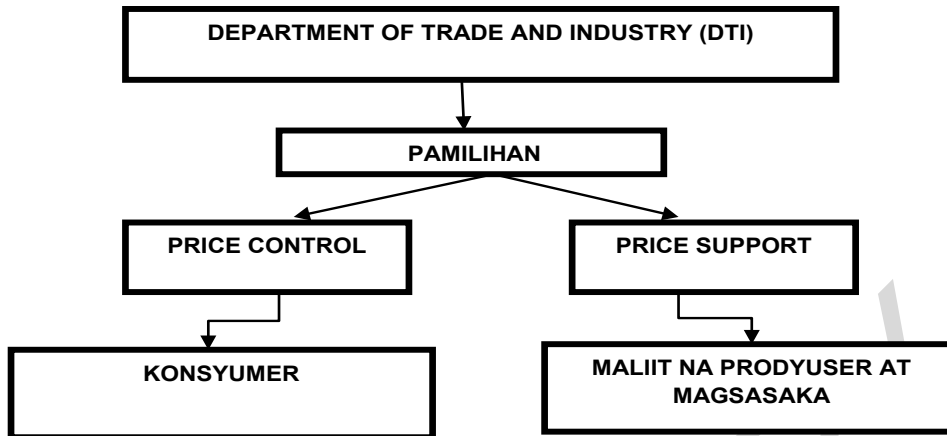 DEPARTMENT OF TRADE AND INDUSTRY (DTI)
PAMILIHAN
PRICE CONTROL
PRICE SUPPORT
KONSYUMER
MALIIT NA PRODYUSER AT
MAGSASAKA